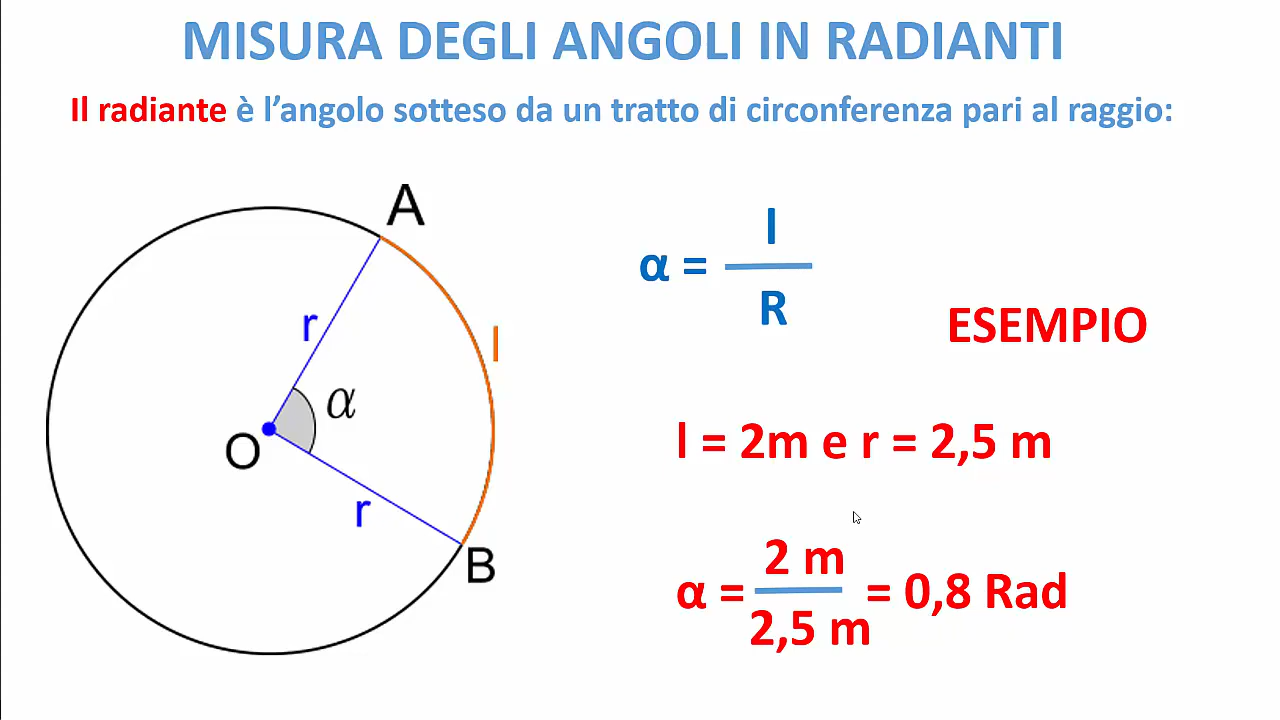 MISURA DEGLI ANGOLI IN RADIANTI
Il radiante è l’angolo sotteso da un tratto di circonferenza pari al raggio:
A
r
l
α
O
r
B
l
α =
R
ESEMPIO
l = 2m e r = 2,5 m
2 m
α = = 0,8 Rad
2,5 m